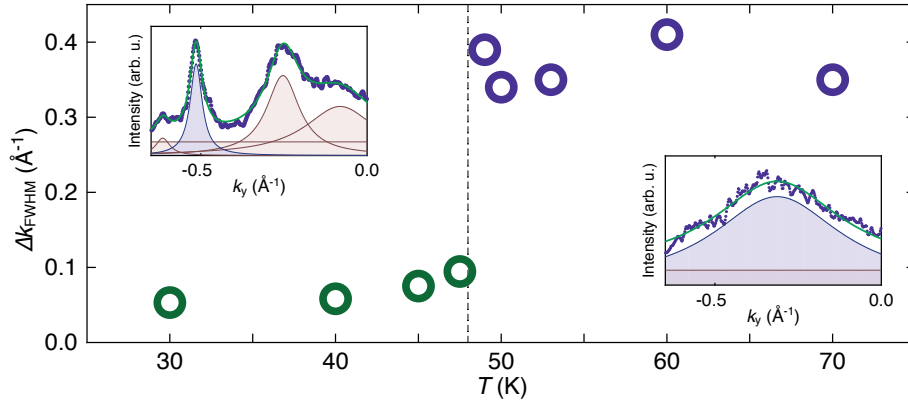 0.4
0.3
0.2
0.1
0.0
Δk_FWHM (Å⁻¹)
Intensity (arb. u.)
-0.5 0.0
k_y (Å⁻¹)
Intensity (arb. u.)
-0.5 0.0
k_y (Å⁻¹)
30 40 50 60 70
T (K)